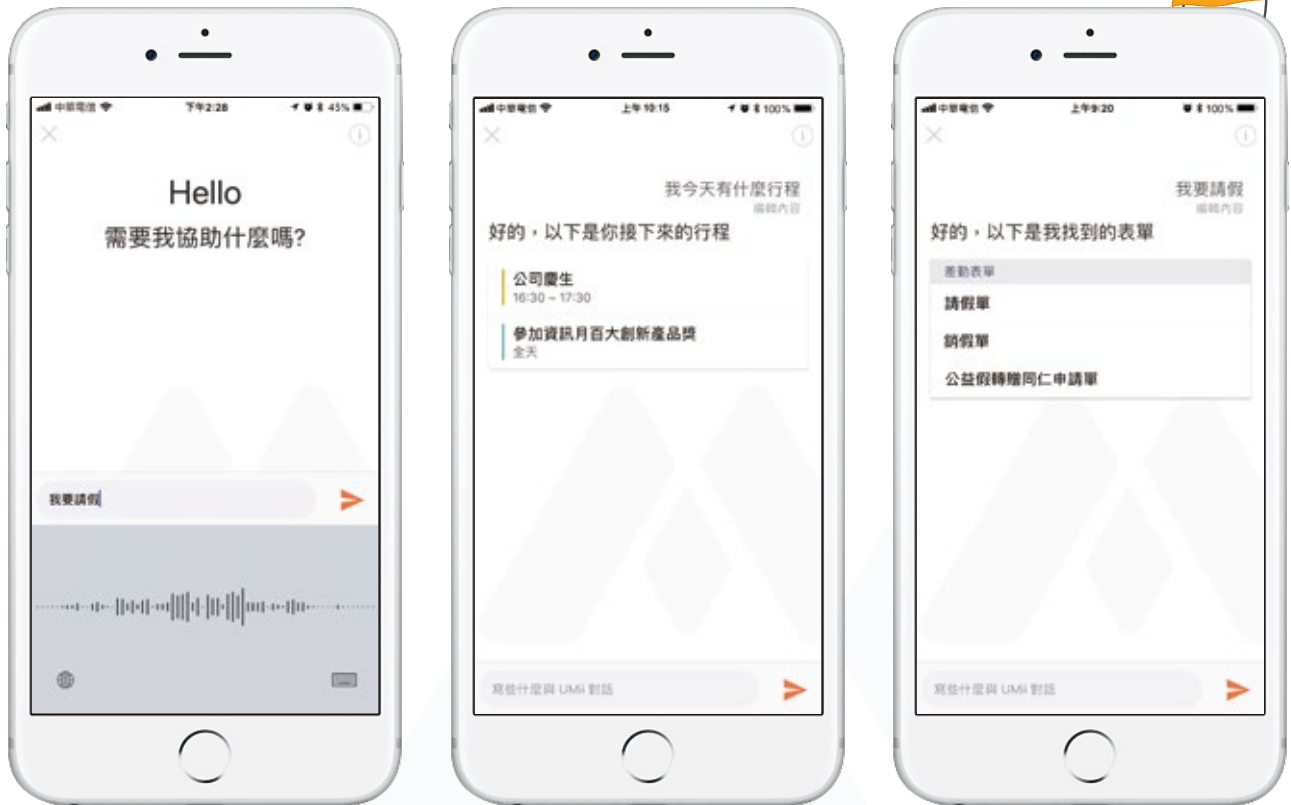 中華電信
下午2:28
45%
Hello
需要我協助什麼嗎?
我要請假
中華電信
上午10:15
100%
我今天有什麼行程
編輯內容
好的，以下是你接下來的行程
公司慶生
16:30 ~ 17:30
參加資訊月百大創新產品獎
全天
寫些什麼與 UMii 對話
中華電信
上午9:20
100%
我要請假
編輯內容
好的，以下是我找到的表單
差勤表單
請假單
銷假單
公益假轉贈同仁申請單
寫些什麼與 UMii 對話